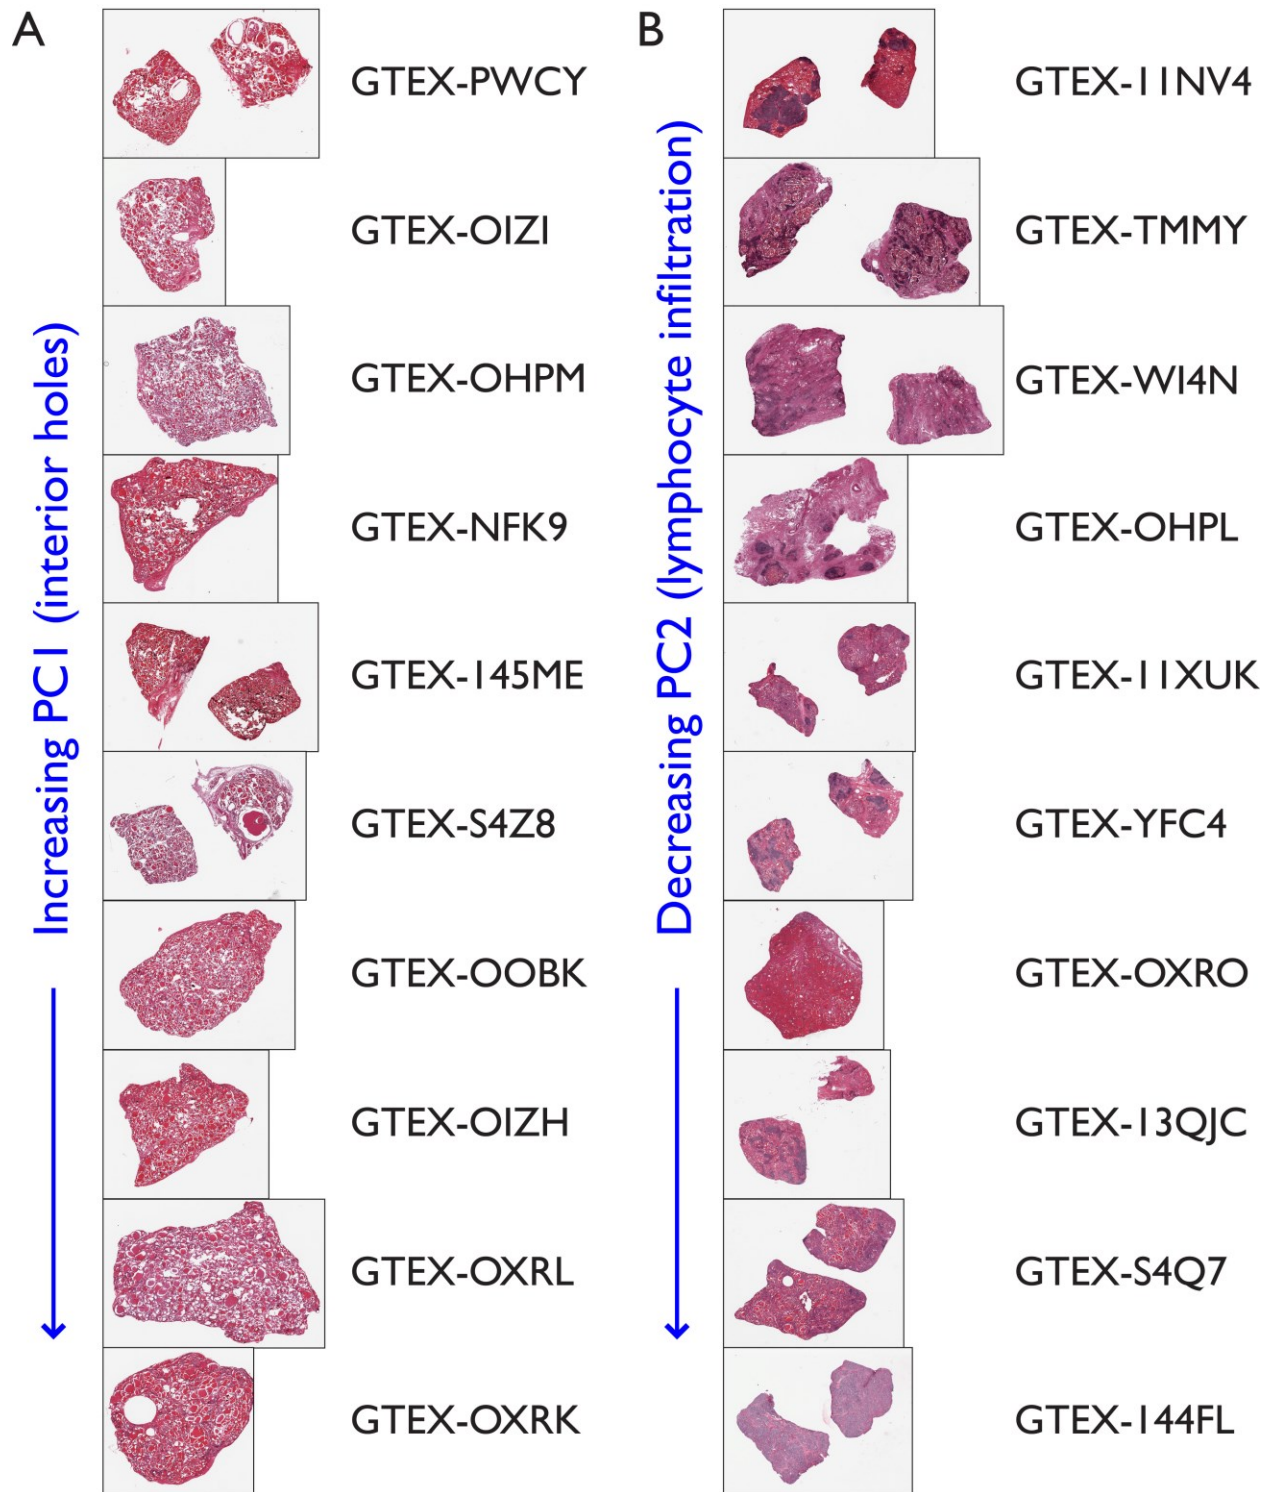 A
Increasing PC1 (interior holes)
GTEX-PWCY
GTEX-OIZI
GTEX-OHPM
GTEX-NFK9
GTEX-145ME
GTEX-S4Z8
GTEX-OOBK
GTEX-OIZH
GTEX-OXRL
GTEX-OXRK
B
Decreasing PC2 (lymphocyte infiltration)
GTEX-11NV4
GTEX-TMMY
GTEX-WI4N
GTEX-OHPL
GTEX-11XUK
GTEX-YFC4
GTEX-OXRO
GTEX-13QJC
GTEX-S4Q7
GTEX-144FL